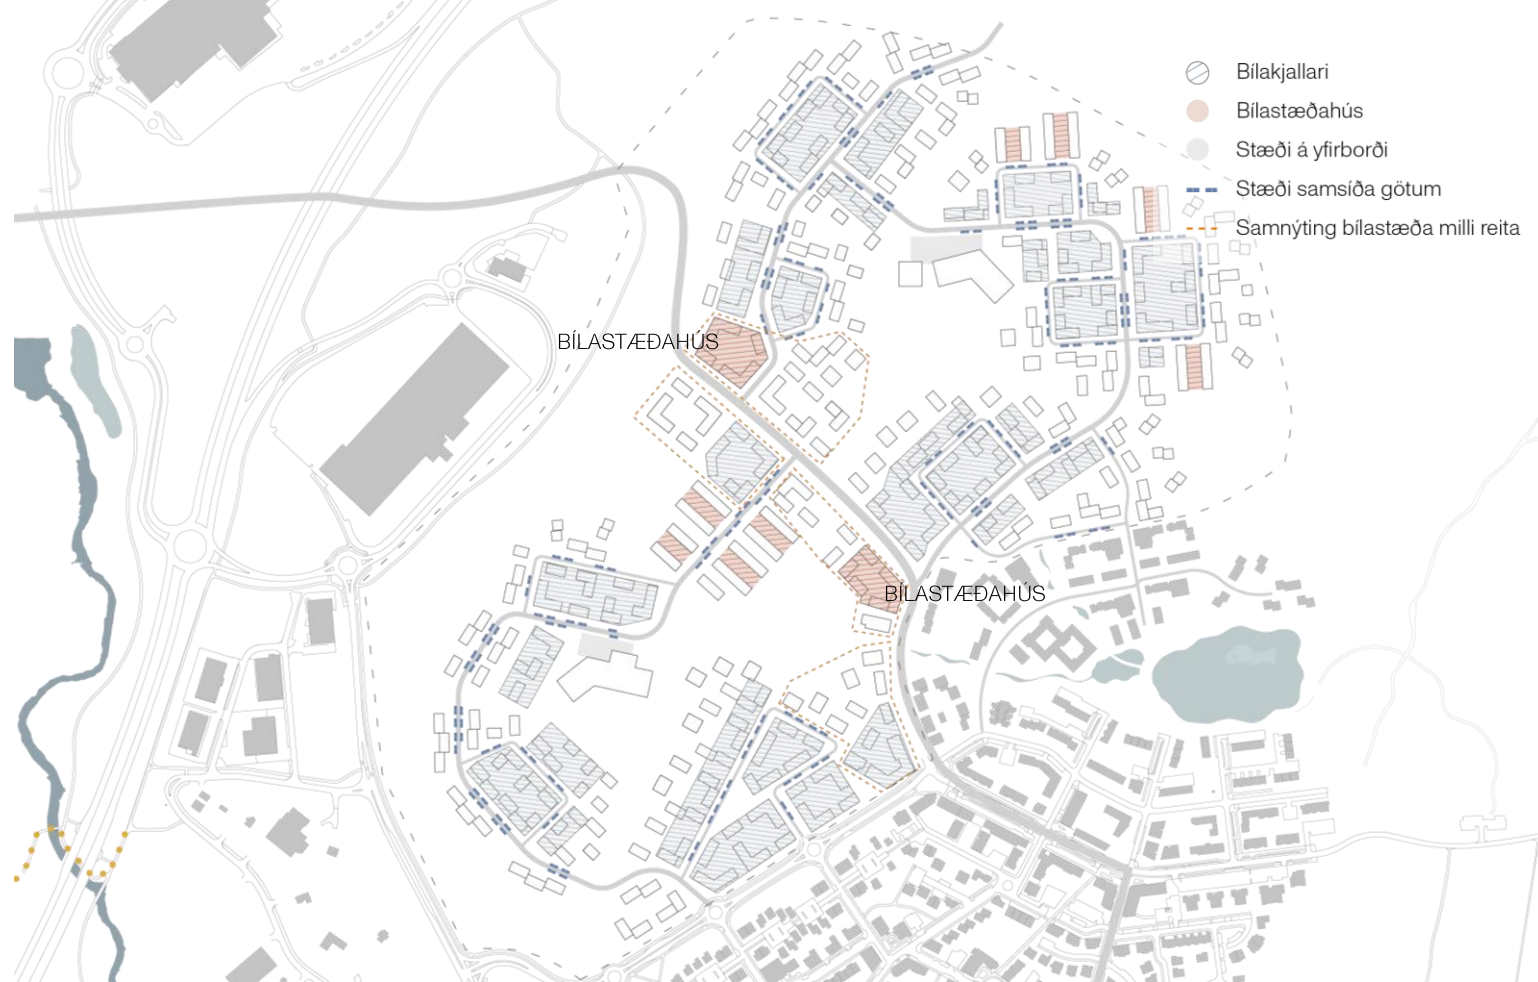 Bílakjallari
Bílastæðahús
Stæði á yfirborði
Stæði samsíða götum
Samnýting bílastæða milli reita
BÍLASTÆÐAHÚS
BÍLASTÆÐAHÚS